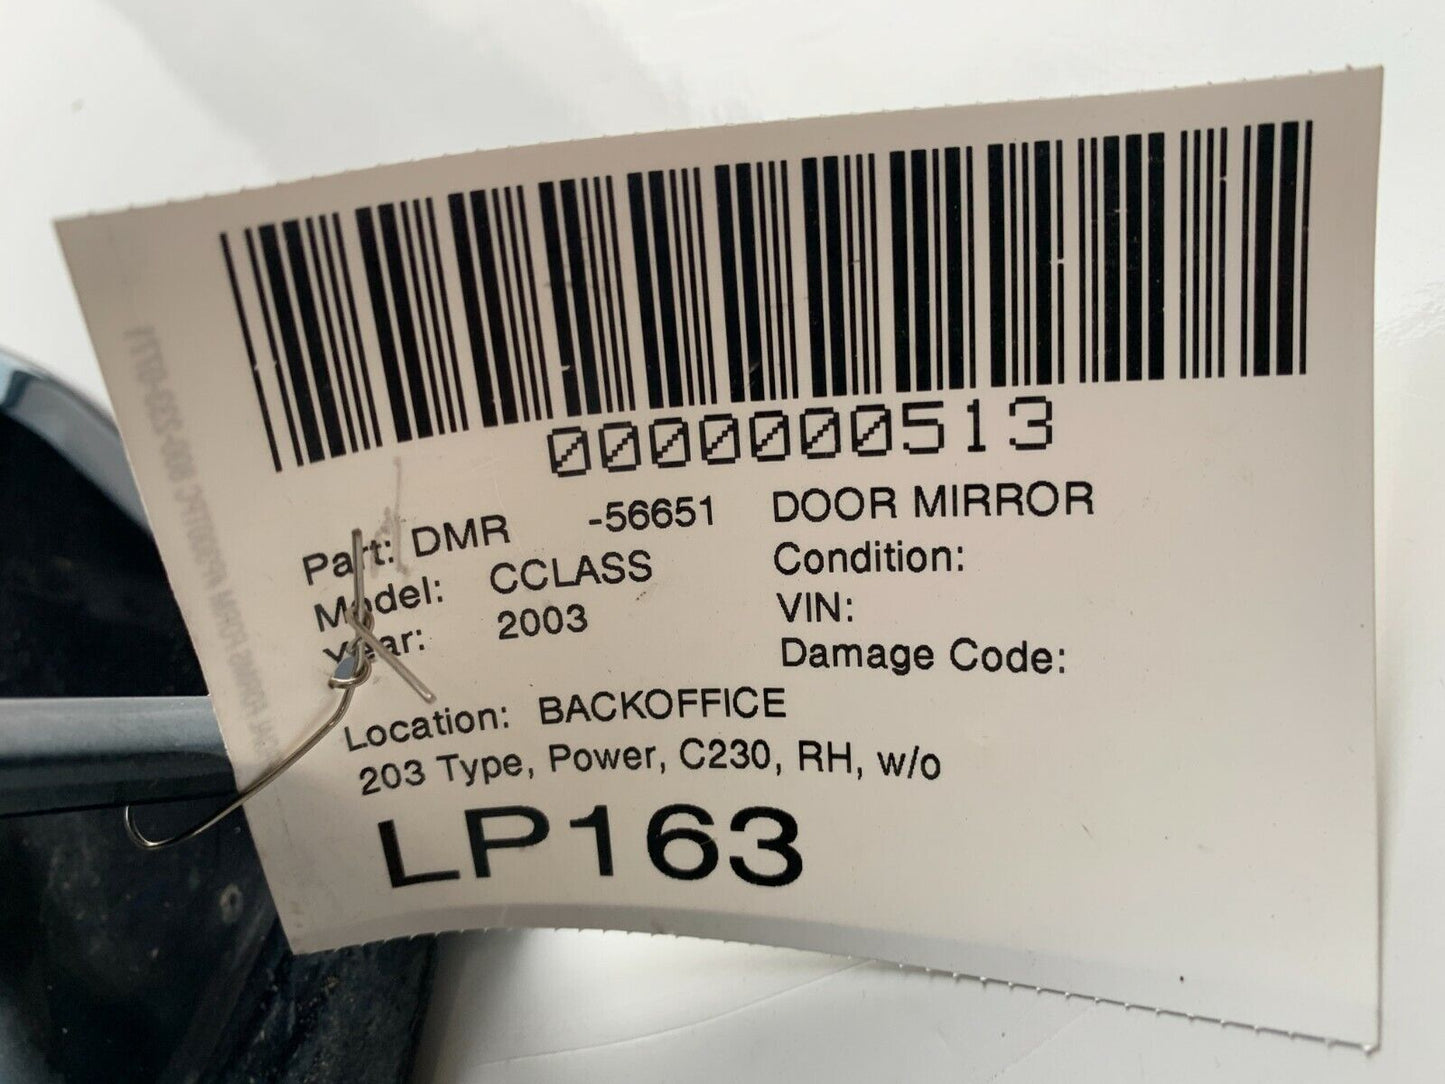 0000000513
Part: DMR -56651 DOOR MIRROR
Model: CCLASS Condition:
Year: 2003 VIN:
Damage Code:
Location: BACKOFFICE
203 Type, Power, C230, RH, w/o
LP163